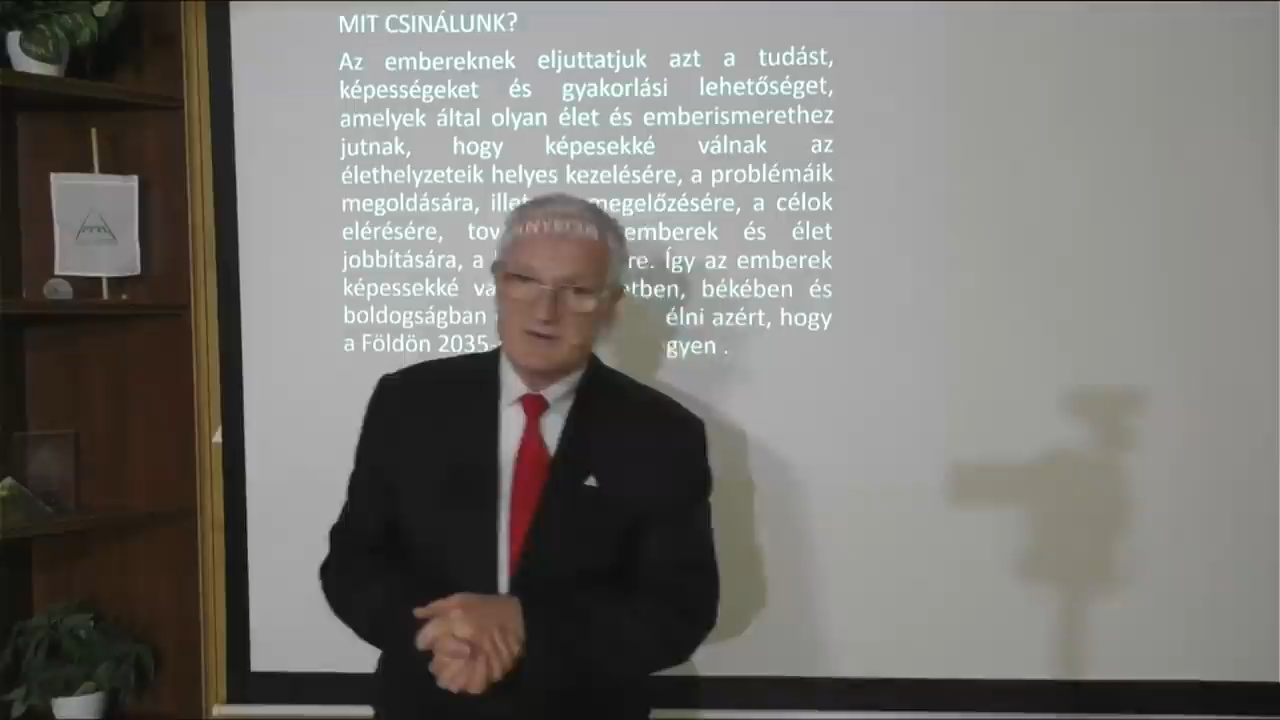 MIT CSINÁLUNK?
Az embereknek eljuttatjuk azt a tudást,
képességeket és gyakorlási lehetőséget,
amelyek által olyan élet és emberismerethez
jutnak, hogy képesekké válnak az
élethelyzeteik helyes kezelésére, a problémáik
megoldására, megelőzésére, a célok
elérésére, emberek és élet
jobbítására, a Így az emberek
képessekké békében és
boldogságban élni azért, hogy
a Földön .